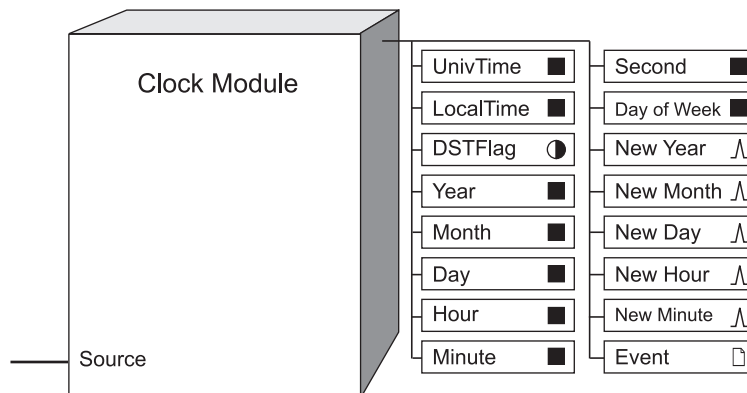 Clock Module
UnivTime
LocalTime
DSTFlag
Year
Month
Day
Hour
Minute
Second
Day of Week
New Year
New Month
New Day
New Hour
New Minute
Event
Source